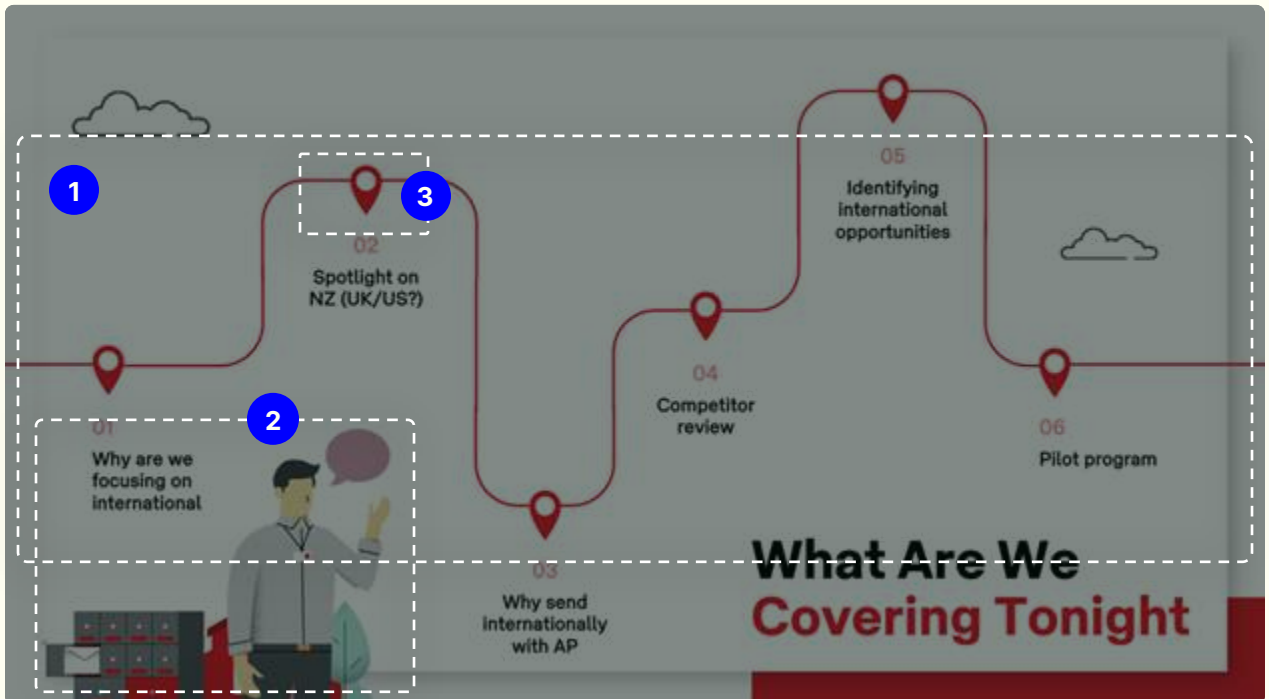 1
3
05
Identifying
international
opportunities
02
Spotlight on
NZ (UK/US?)
04
Competitor
review
2
01
Why are we
focusing on
international
06
Pilot program
03
Why send
internationally
with AP
What Are We
Covering Tonight